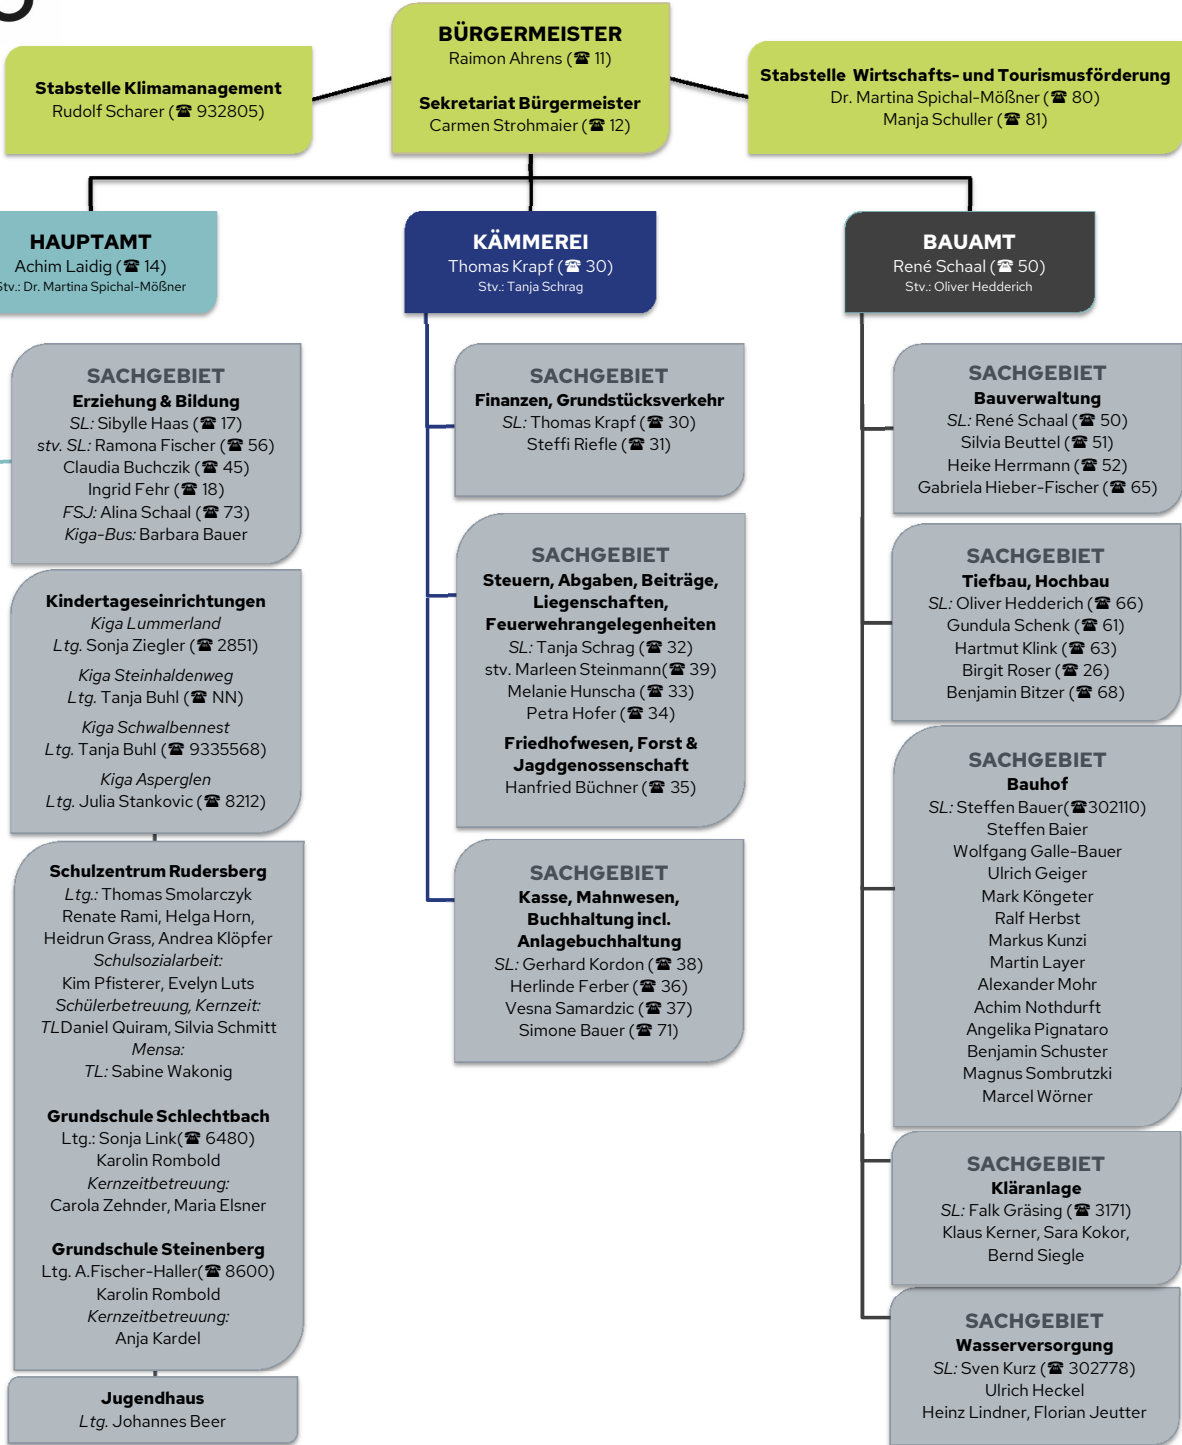 BÜRGERMEISTER
Raimon Ahrens (☎ 11)
Sekretariat Bürgermeister
Carmen Strohmaier (☎ 12)
Stabstelle Klimamanagement
Rudolf Scharer (☎ 932805)
Stabstelle Wirtschafts- und Tourismusförderung
Dr. Martina Spichal-Mößner (☎ 80)
Manja Schuller (☎ 81)
HAUPTAMT
Achim Laidig (☎ 14)
Stv.: Dr. Martina Spichal-Mößner
SACHGEBIET
Erziehung & Bildung
SL: Sibylle Haas (☎ 17)
stv. SL: Ramona Fischer (☎ 56)
Claudia Buchczik (☎ 45)
Ingrid Fehr (☎ 18)
FSJ: Alina Schaal (☎ 73)
Kiga-Bus: Barbara Bauer
Kindertageseinrichtungen
Kiga Lummerland
Ltg. Sonja Ziegler (☎ 2851)
Kiga Steinhaldenweg
Ltg. Tanja Buhl (☎ NN)
Kiga Schwalbennest
Ltg. Tanja Buhl (☎ 9335568)
Kiga Asperglen
Ltg. Julia Stankovic (☎ 8212)
Schulzentrum Rudersberg
Ltg.: Thomas Smolarczyk
Renate Rami, Helga Horn,
Heidrun Grass, Andrea Klöpfer
Schulsozialarbeit:
Kim Pfisterer, Evelyn Luts
Schülerbetreuung, Kernzeit:
TLDaniel Quiram, Silvia Schmitt
Mensa:
TL: Sabine Wakonig
Grundschule Schlechtbach
Ltg.: Sonja Link(☎ 6480)
Karolin Rombold
Kernzeitbetreuung:
Carola Zehnder, Maria Elsner
Grundschule Steinenberg
Ltg. A.Fischer-Haller(☎ 8600)
Karolin Rombold
Kernzeitbetreuung:
Anja Kardel
Jugendhaus
Ltg. Johannes Beer
KÄMMEREI
Thomas Krapf (☎ 30)
Stv.: Tanja Schrag
SACHGEBIET
Finanzen, Grundstücksverkehr
SL: Thomas Krapf (☎ 30)
Steffi Riefle (☎ 31)
SACHGEBIET
Steuern, Abgaben, Beiträge,
Liegenschaften,
Feuerwehrangelegenheiten
SL: Tanja Schrag (☎ 32)
stv. Marleen Steinmann(☎ 39)
Melanie Hunscha (☎ 33)
Petra Hofer (☎ 34)
Friedhofwesen, Forst &
Jagdgenossenschaft
Hanfried Büchner (☎ 35)
SACHGEBIET
Kasse, Mahnwesen,
Buchhaltung incl.
Anlagebuchhaltung
SL: Gerhard Kordon (☎ 38)
Herlinde Ferber (☎ 36)
Vesna Samardzic (☎ 37)
Simone Bauer (☎ 71)
BAUAMT
René Schaal (☎ 50)
Stv.: Oliver Hedderich
SACHGEBIET
Bauverwaltung
SL: René Schaal (☎ 50)
Silvia Beuttel (☎ 51)
Heike Herrmann (☎ 52)
Gabriela Hieber-Fischer (☎ 65)
SACHGEBIET
Tiefbau, Hochbau
SL: Oliver Hedderich (☎ 66)
Gundula Schenk (☎ 61)
Hartmut Klink (☎ 63)
Birgit Roser (☎ 26)
Benjamin Bitzer (☎ 68)
SACHGEBIET
Bauhof
SL: Steffen Bauer(☎302110)
Steffen Baier
Wolfgang Galle-Bauer
Ulrich Geiger
Mark Köngeter
Ralf Herbst
Markus Kunzi
Martin Layer
Alexander Mohr
Achim Nothdurft
Angelika Pignataro
Benjamin Schuster
Magnus Sombrutzki
Marcel Wörner
SACHGEBIET
Kläranlage
SL: Falk Gräsing (☎ 3171)
Klaus Kerner, Sara Kokor,
Bernd Siegle
SACHGEBIET
Wasserversorgung
SL: Sven Kurz (☎ 302778)
Ulrich Heckel
Heinz Lindner, Florian Jeutter